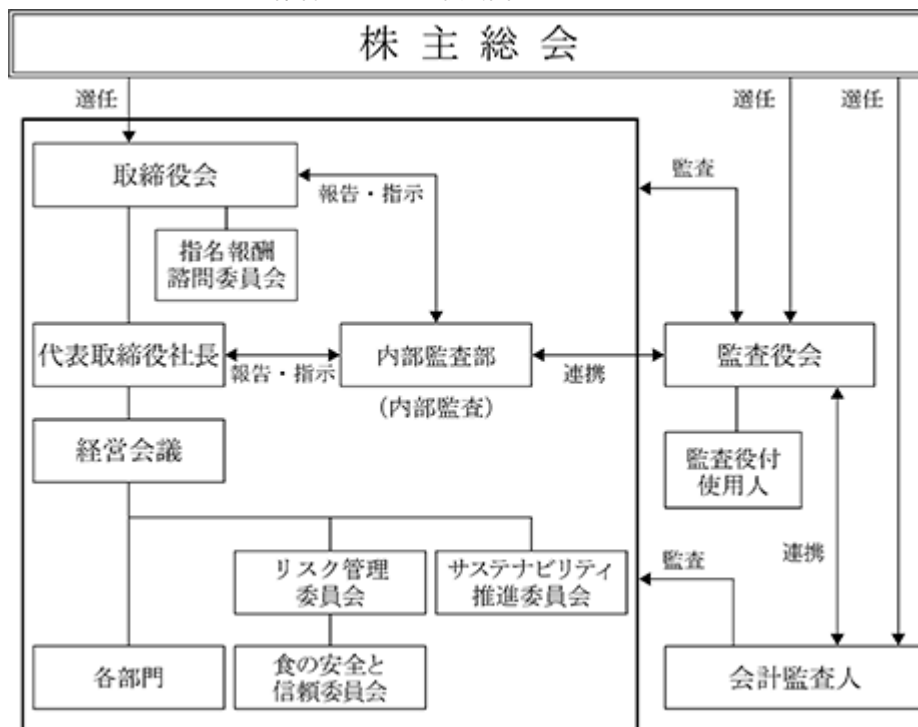 株主総会
選任
選任
選任
取締役会
報告・指示
監査
指名報酬
諮問委員会
代表取締役社長
報告・指示
内部監査部
(内部監査)
連携
監査役会
経営会議
監査役付
使用人
連携
リスク管理
委員会
サステナビリティ
推進委員会
監査
各部門
食の安全と
信頼委員会
会計監査人